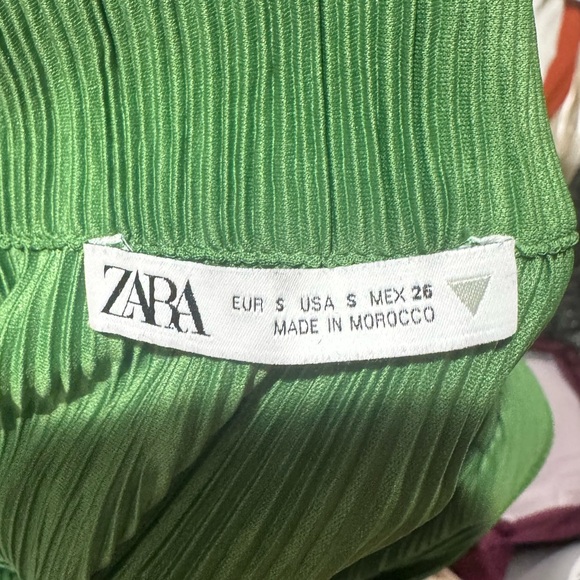 ZARA
EUR S USA S MEX 26
MADE IN MOROCCO